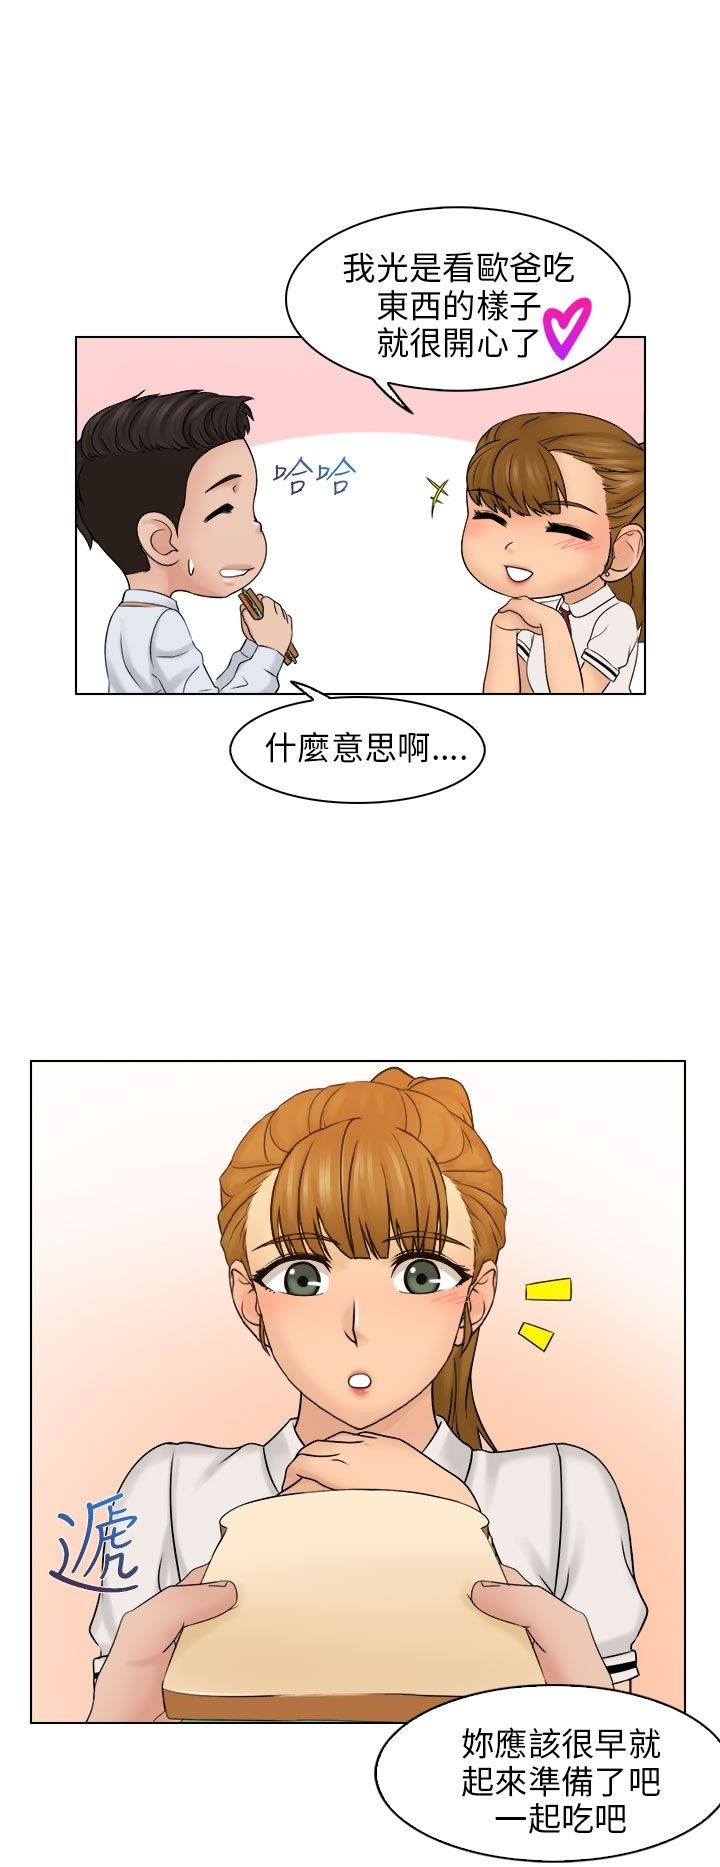 我光是看歐爸吃
東西的樣子
就很開心了
哈哈
什麼意思啊....
遞
妳應該很早就
起來準備了吧
一起吃吧